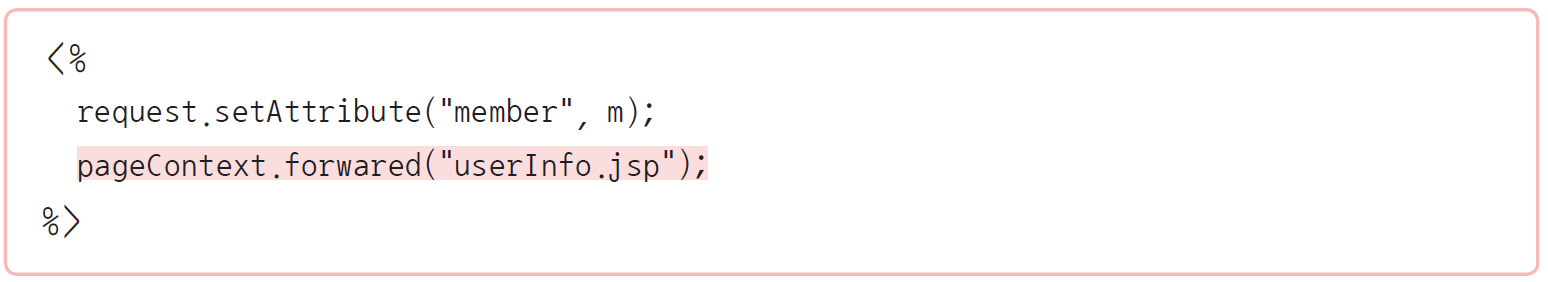 <%
request.setAttribute("member", m);
pageContext.forwared("userInfo.jsp");
%>